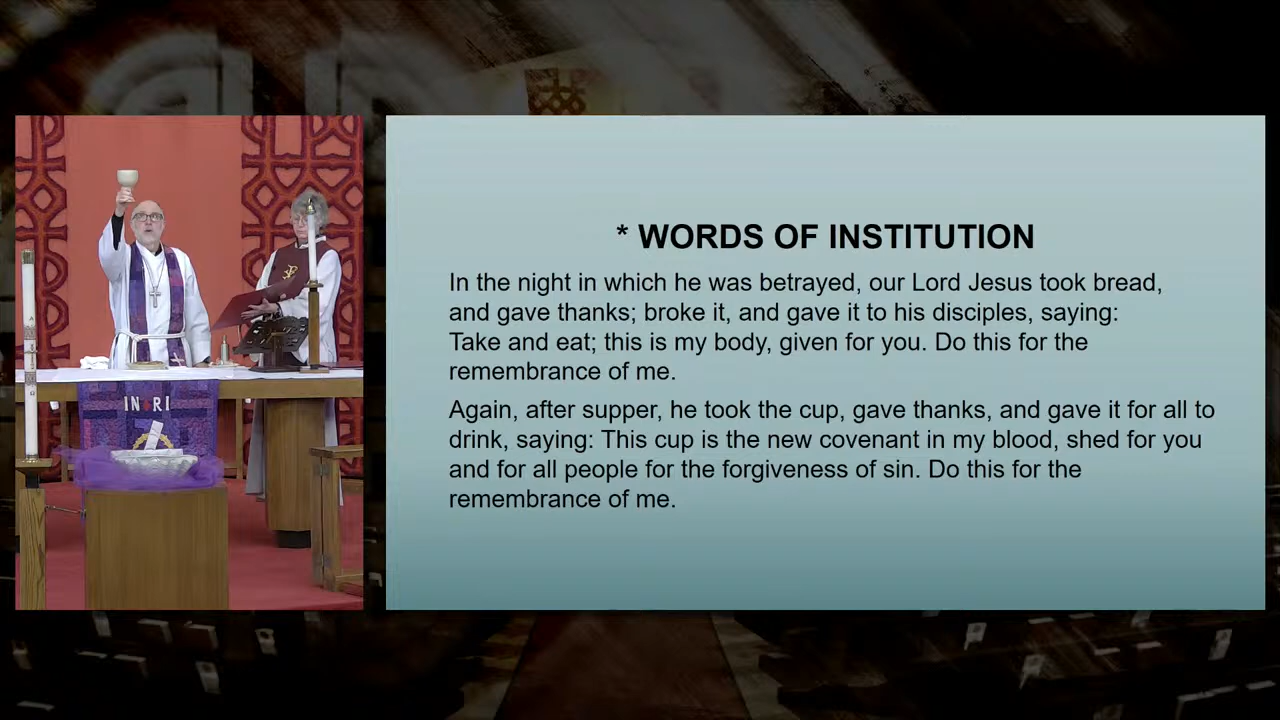 * WORDS OF INSTITUTION
In the night in which he was betrayed, our Lord Jesus took bread,
and gave thanks; broke it, and gave it to his disciples, saying:
Take and eat; this is my body, given for you. Do this for the
remembrance of me.
Again, after supper, he took the cup, gave thanks, and gave it for all to
drink, saying: This cup is the new covenant in my blood, shed for you
and for all people for the forgiveness of sin. Do this for the
remembrance of me.
INRI